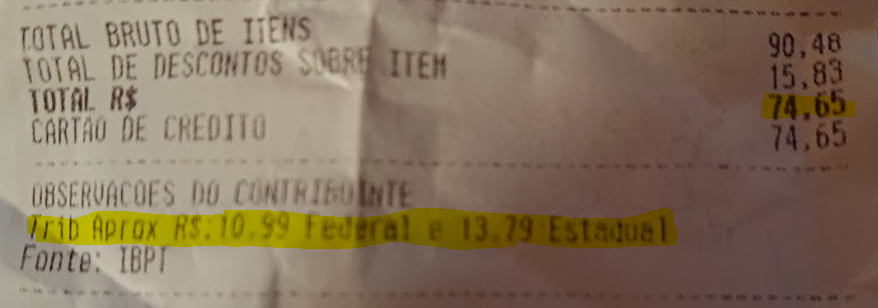 TOTAL BRUTO DE ITENS 90,48
TOTAL DE DESCONTOS SOBRE ITEM 15,83
TOTAL R$ 74,65
CARTAO DE CREDITO 74,65
OBSERVACOES DO CONTRIBUINTE
Trib Aprox R$:10.99 Federal e 13.79 Estadual
Fonte: IBPT